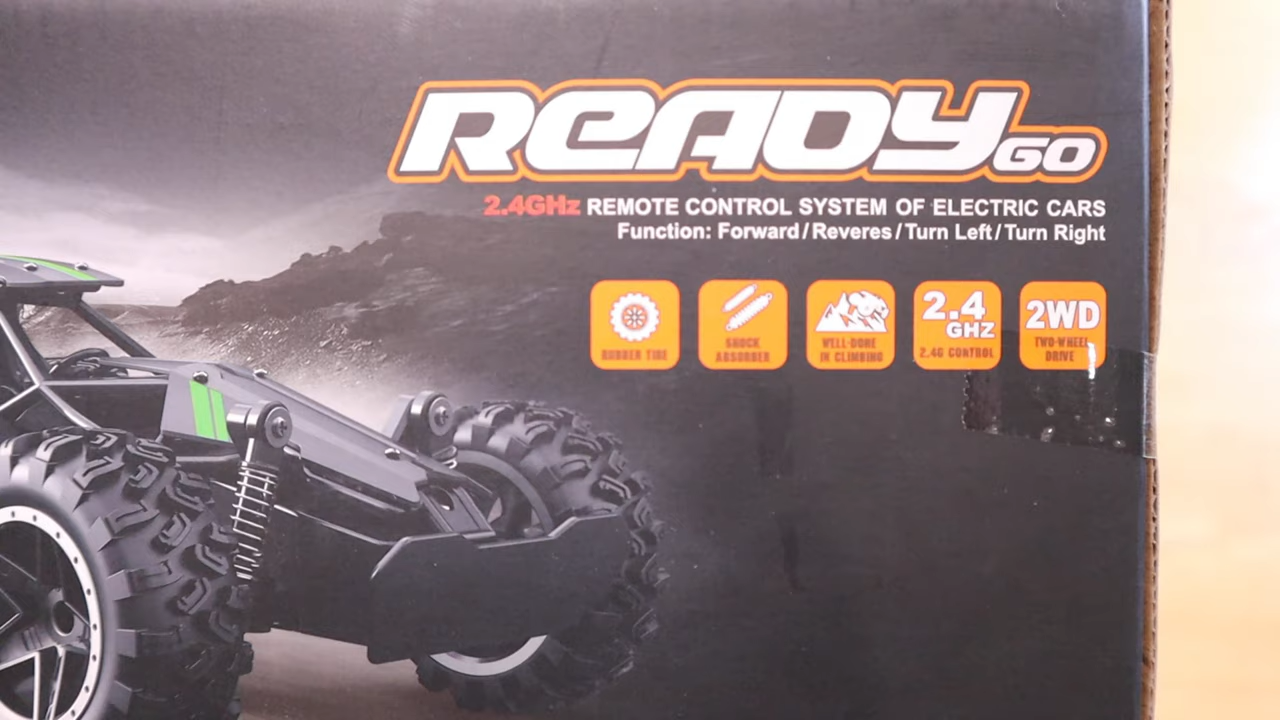 READY GO
2.4GHz REMOTE CONTROL SYSTEM OF ELECTRIC CARS
Function: Forward/Reveres/Turn Left/Turn Right
RUBBER TIRE
SHOCK
ABSORBER
WELL-DONE
IN CLIMBING
2.4
GHZ
2.4G CONTROL
2WD
TWO-WHEEL
DRIVE